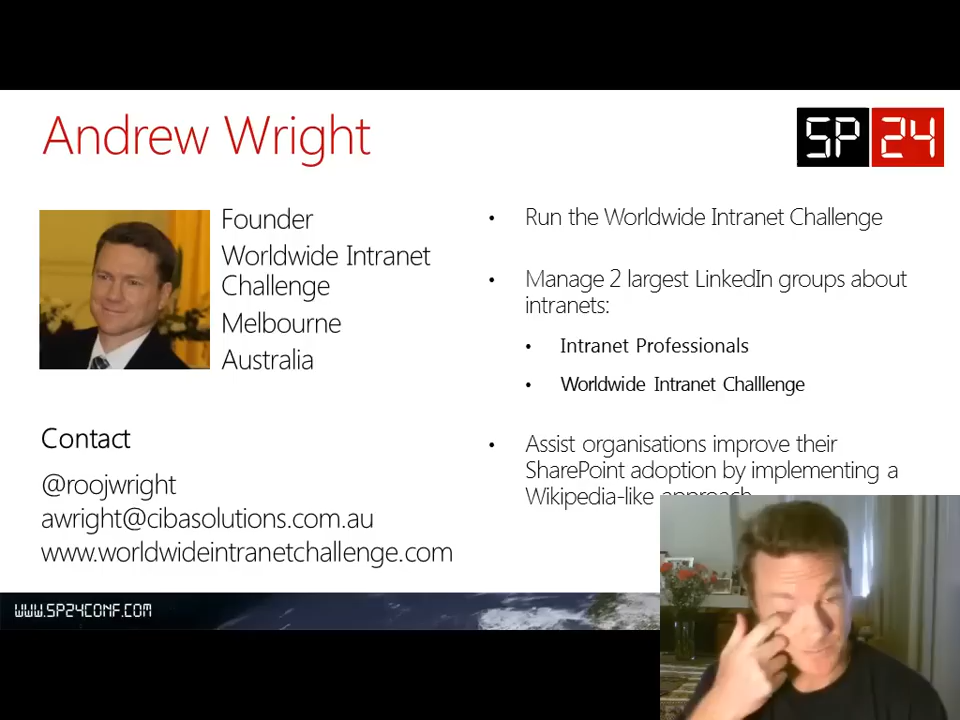 Andrew Wright
SP24
Founder
Worldwide Intranet
Challenge
Melbourne
Australia
Contact
@roojwright
awright@cibasolutions.com.au
www.worldwideintranetchallenge.com
• Run the Worldwide Intranet Challenge
• Manage 2 largest LinkedIn groups about
intranets:
• Intranet Professionals
• Worldwide Intranet Challlenge
• Assist organisations improve their
SharePoint adoption by implementing a
Wikipedia-like approach
WWW.SP24CONF.COM